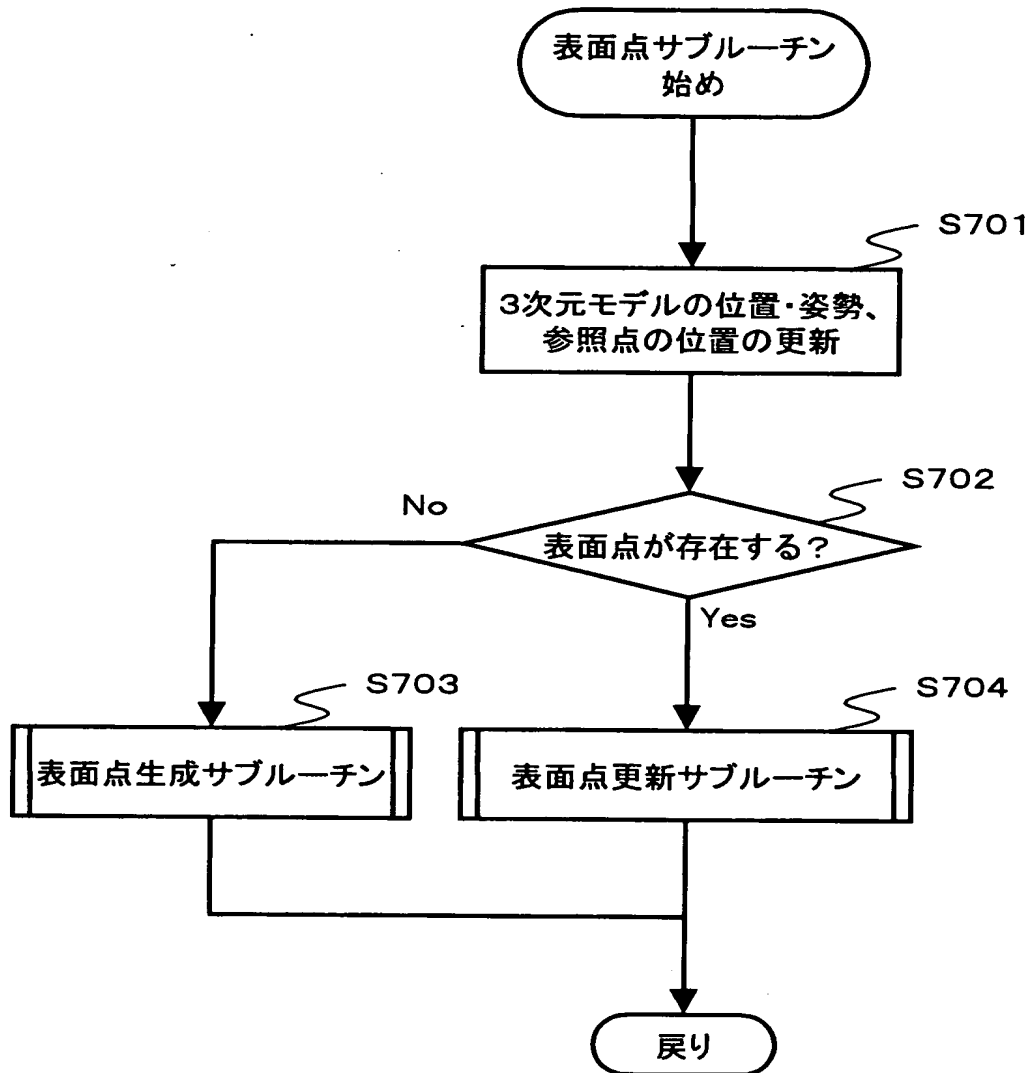 表面点サブルーチン
始め
S701
3次元モデルの位置・姿勢、
参照点の位置の更新
S702
No
表面点が存在する?
Yes
S703
S704
表面点生成サブルーチン
表面点更新サブルーチン
戻り